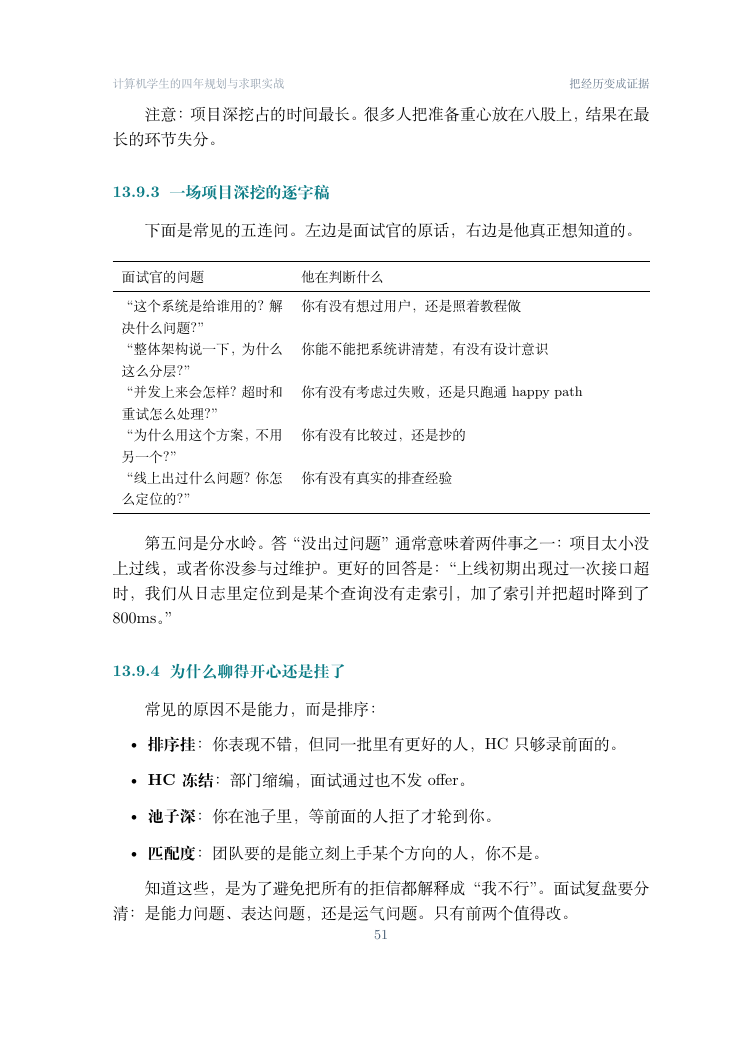 计算机学生的四年规划与求职实战 把经历变成证据
注意：项目深挖占的时间最长。很多人把准备重心放在八股上，结果在最
长的环节失分。
13.9.3 一场项目深挖的逐字稿
下面是常见的五连问。左边是面试官的原话，右边是他真正想知道的。
面试官的问题 他在判断什么
“这个系统是给谁用的？解 你有没有想过用户，还是照着教程做
决什么问题？”
“整体架构说一下，为什么 你能不能把系统讲清楚，有没有设计意识
这么分层？”
“并发上来会怎样？超时和 你有没有考虑过失败，还是只跑通 happy path
重试怎么处理？”
“为什么用这个方案，不用 你有没有比较过，还是抄的
另一个？”
“线上出过什么问题？你怎 你有没有真实的排查经验
么定位的？”
第五问是分水岭。答“没出过问题”通常意味着两件事之一：项目太小没
上过线，或者你没参与过维护。更好的回答是：“上线初期出现过一次接口超
时，我们从日志里定位到是某个查询没有走索引，加了索引并把超时降到了
800ms。”
13.9.4 为什么聊得开心还是挂了
常见的原因不是能力，而是排序：
• 排序挂：你表现不错，但同一批里有更好的人，HC 只够录前面的。
• HC 冻结：部门缩编，面试通过也不发 offer。
• 池子深：你在池子里，等前面的人拒了才轮到你。
• 匹配度：团队要的是能立刻上手某个方向的人，你不是。
知道这些，是为了避免把所有的拒信都解释成“我不行”。面试复盘要分
清：是能力问题、表达问题，还是运气问题。只有前两个值得改。
51